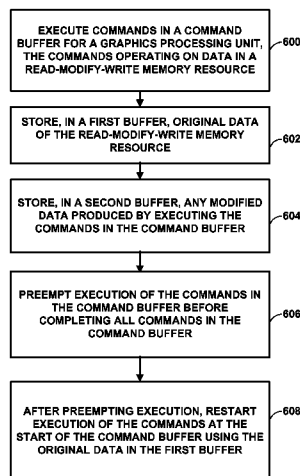 EXECUTE COMMANDS IN A COMMAND
BUFFER FOR A GRAPHICS PROCESSING UNIT,
THE COMMANDS OPERATING ON DATA IN A
READ-MODIFY-WRITE MEMORY RESOURCE
600
STORE, IN A FIRST BUFFER, ORIGINAL DATA
OF THE READ-MODIFY-WRITE MEMORY
RESOURCE
602
STORE, IN A SECOND BUFFER, ANY MODIFIED
DATA PRODUCED BY EXECUTING THE
COMMANDS IN THE COMMAND BUFFER
604
PREEMPT EXECUTION OF THE COMMANDS IN
THE COMMAND BUFFER BEFORE
COMPLETING ALL COMMANDS IN THE
COMMAND BUFFER
606
AFTER PREEMPTING EXECUTION, RESTART
EXECUTION OF THE COMMANDS AT THE
START OF THE COMMAND BUFFER USING THE
ORIGINAL DATA IN THE FIRST BUFFER
608